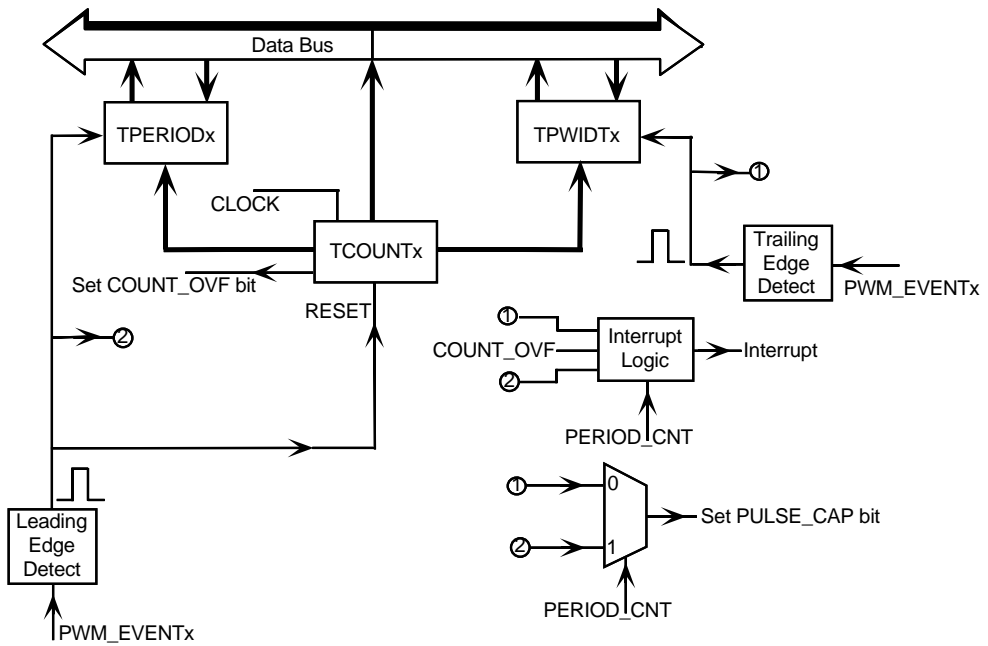 Data Bus
TPERIODx
TPWIDTx
1
CLOCK
TCOUNTx
Trailing
Edge
Detect
Set COUNT_OVF bit
PWM_EVENTx
RESET
1
2
Interrupt
Logic
COUNT_OVF
Interrupt
2
PERIOD_CNT
1
0
Leading
Edge
Detect
Set PULSE_CAP bit
2
1
PERIOD_CNT
PWM_EVENTx